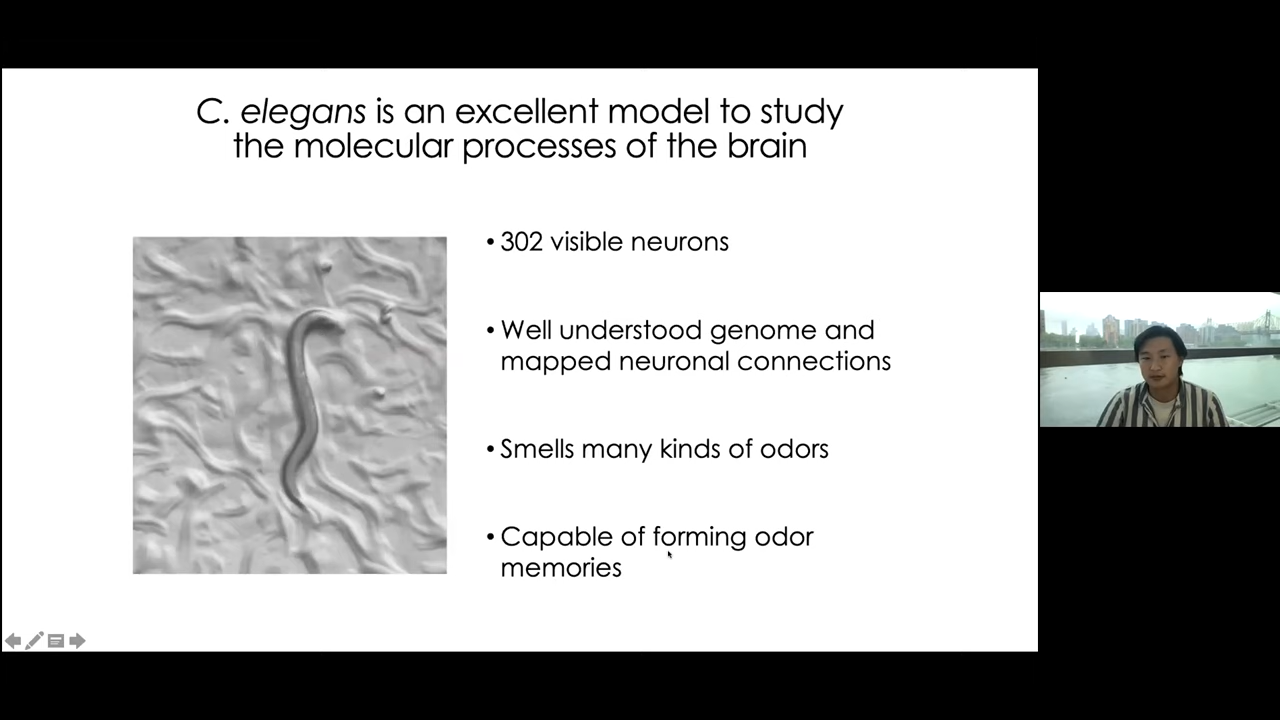 C. elegans is an excellent model to study
the molecular processes of the brain
• 302 visible neurons
• Well understood genome and
mapped neuronal connections
• Smells many kinds of odors
• Capable of forming odor
memories